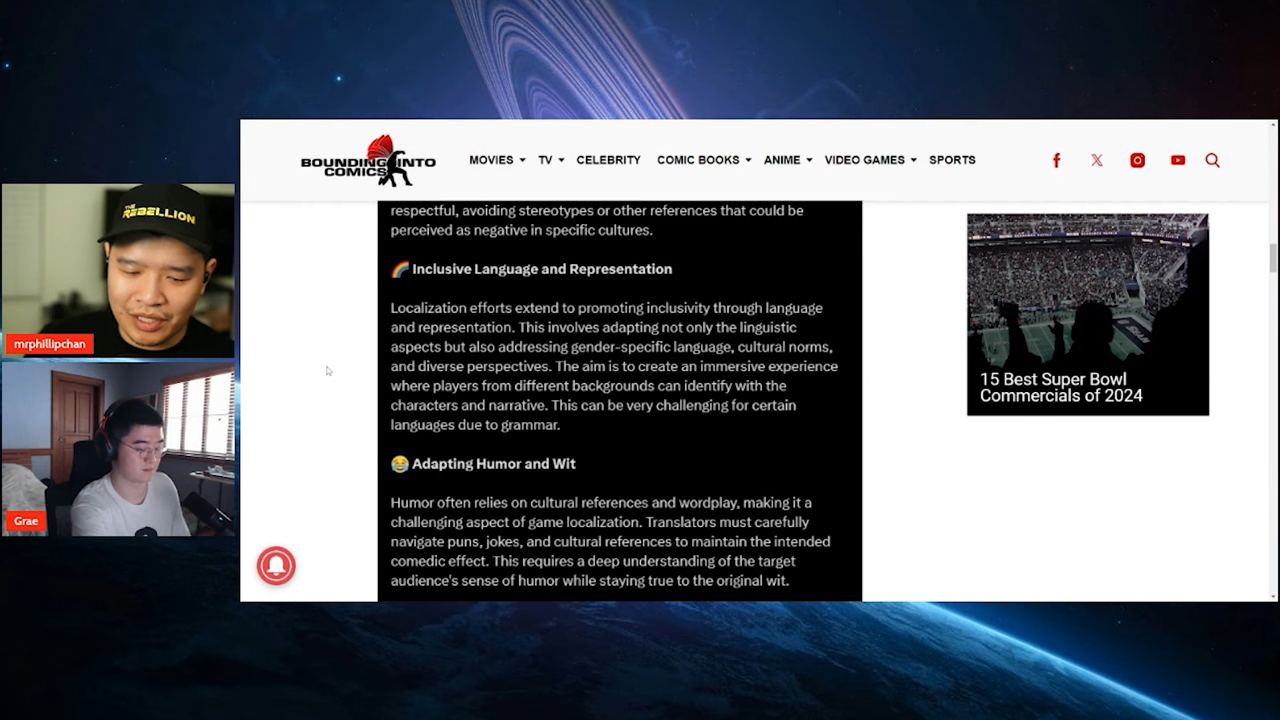 BOUNDING INTO
COMICS
MOVIES TV CELEBRITY COMIC BOOKS ANIME VIDEO GAMES SPORTS
respectful, avoiding stereotypes or other references that could be
perceived as negative in specific cultures.
🌈 Inclusive Language and Representation
Localization efforts extend to promoting inclusivity through language
and representation. This involves adapting not only the linguistic
aspects but also addressing gender-specific language, cultural norms,
and diverse perspectives. The aim is to create an immersive experience
where players from different backgrounds can identify with the
characters and narrative. This can be very challenging for certain
languages due to grammar.
😂 Adapting Humor and Wit
Humor often relies on cultural references and wordplay, making it a
challenging aspect of game localization. Translators must carefully
navigate puns, jokes, and cultural references to maintain the intended
comedic effect. This requires a deep understanding of the target
audience's sense of humor while staying true to the original wit.
15 Best Super Bowl
Commercials of 2024
THE
REBELLION
mrphillipchan
Grae